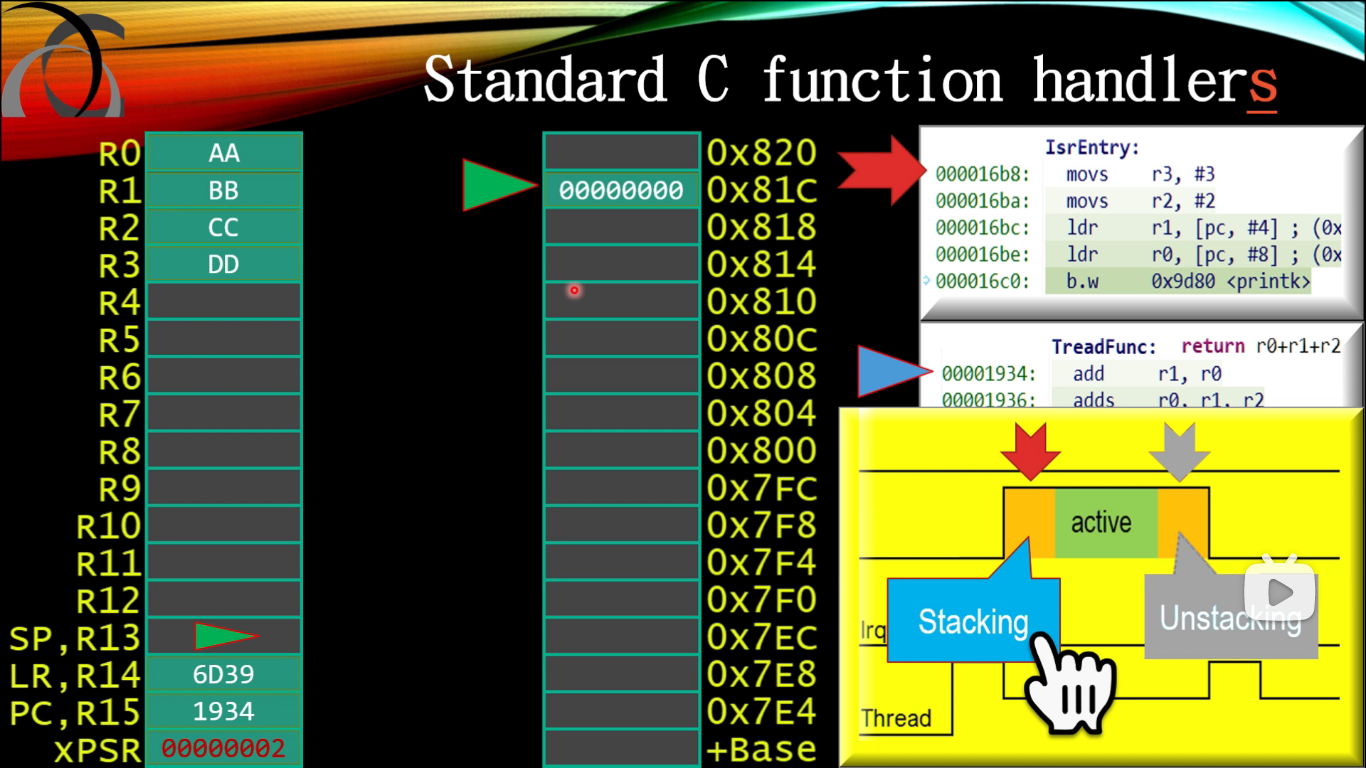 Standard C function handlers
R0 AA
R1 BB
R2 CC
R3 DD
R4
R5
R6
R7
R8
R9
R10
R11
R12
SP,R13
LR,R14 6D39
PC,R15 1934
xPSR 00000002
0x820
00000000 0x81C
0x818
0x814
0x810
0x80C
0x808
0x804
0x800
0x7FC
0x7F8
0x7F4
0x7F0
0x7EC
0x7E8
0x7E4
+Base
IsrEntry:
000016b8: movs r3, #3
000016ba: movs r2, #2
000016bc: ldr r1, [pc, #4] ; (0x
000016be: ldr r0, [pc, #8] ; (0x
000016c0: b.w 0x9d80 <printk>
TreadFunc: return r0+r1+r2
00001934: add r1, r0
00001936: adds r0, r1, r2
active
Stacking
Unstacking
Irq
Thread